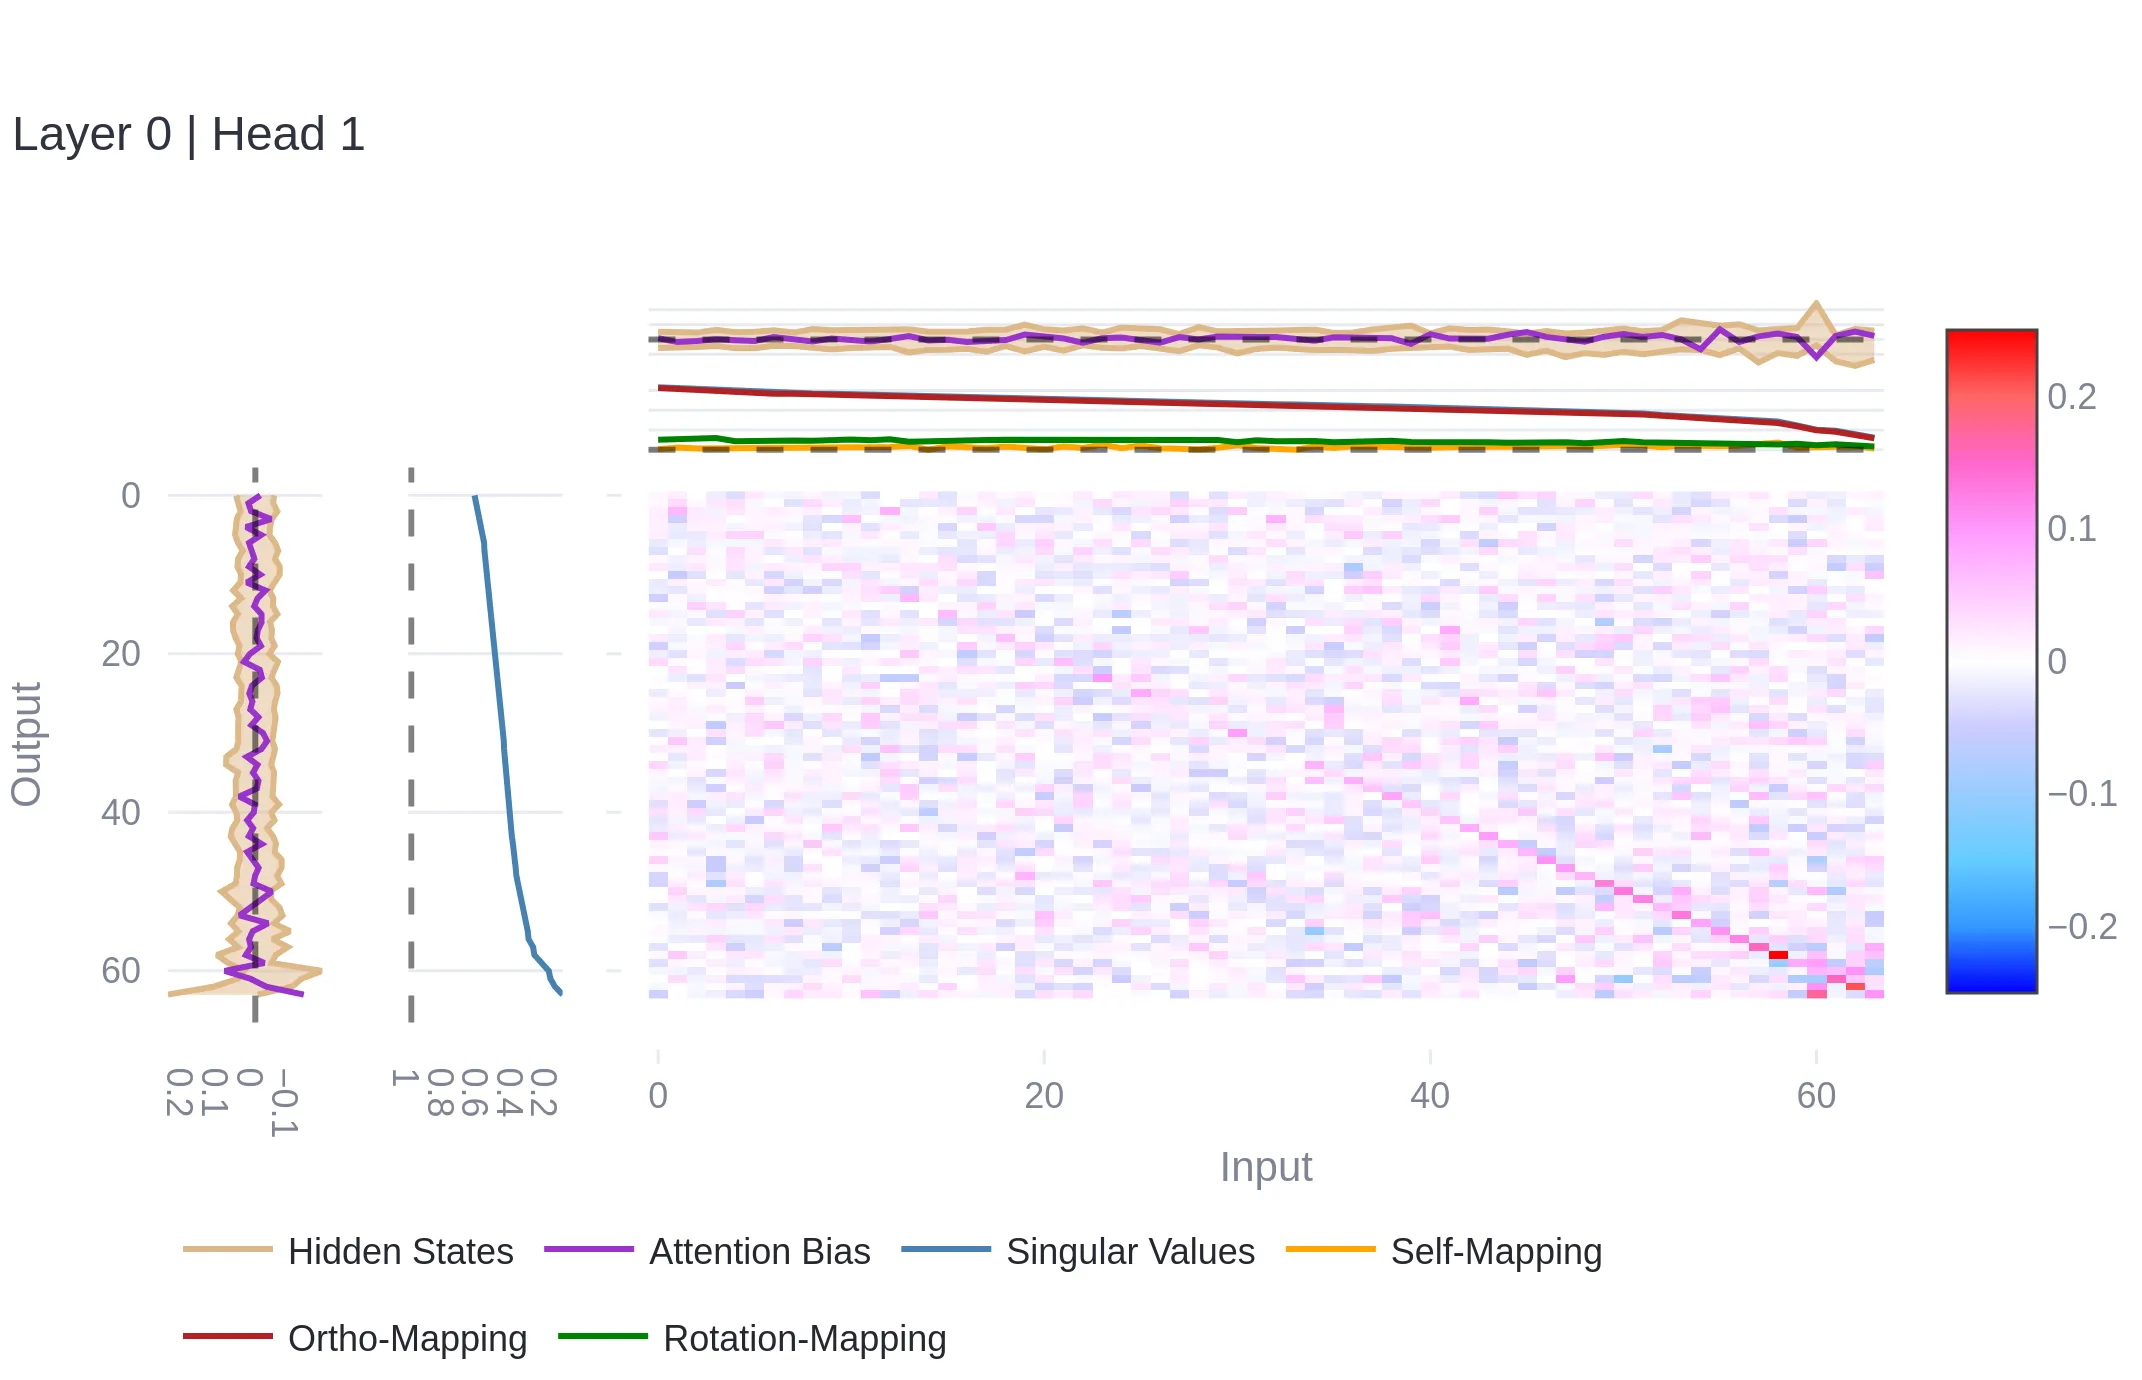 Layer 0 | Head 1
Output
0
20
40
60
0.2
0.1
0
−0.1
1
0.8
0.6
0.4
0.2
0
20
40
60
Input
0.2
0.1
0
−0.1
−0.2
Hidden States
Attention Bias
Singular Values
Self-Mapping
Ortho-Mapping
Rotation-Mapping